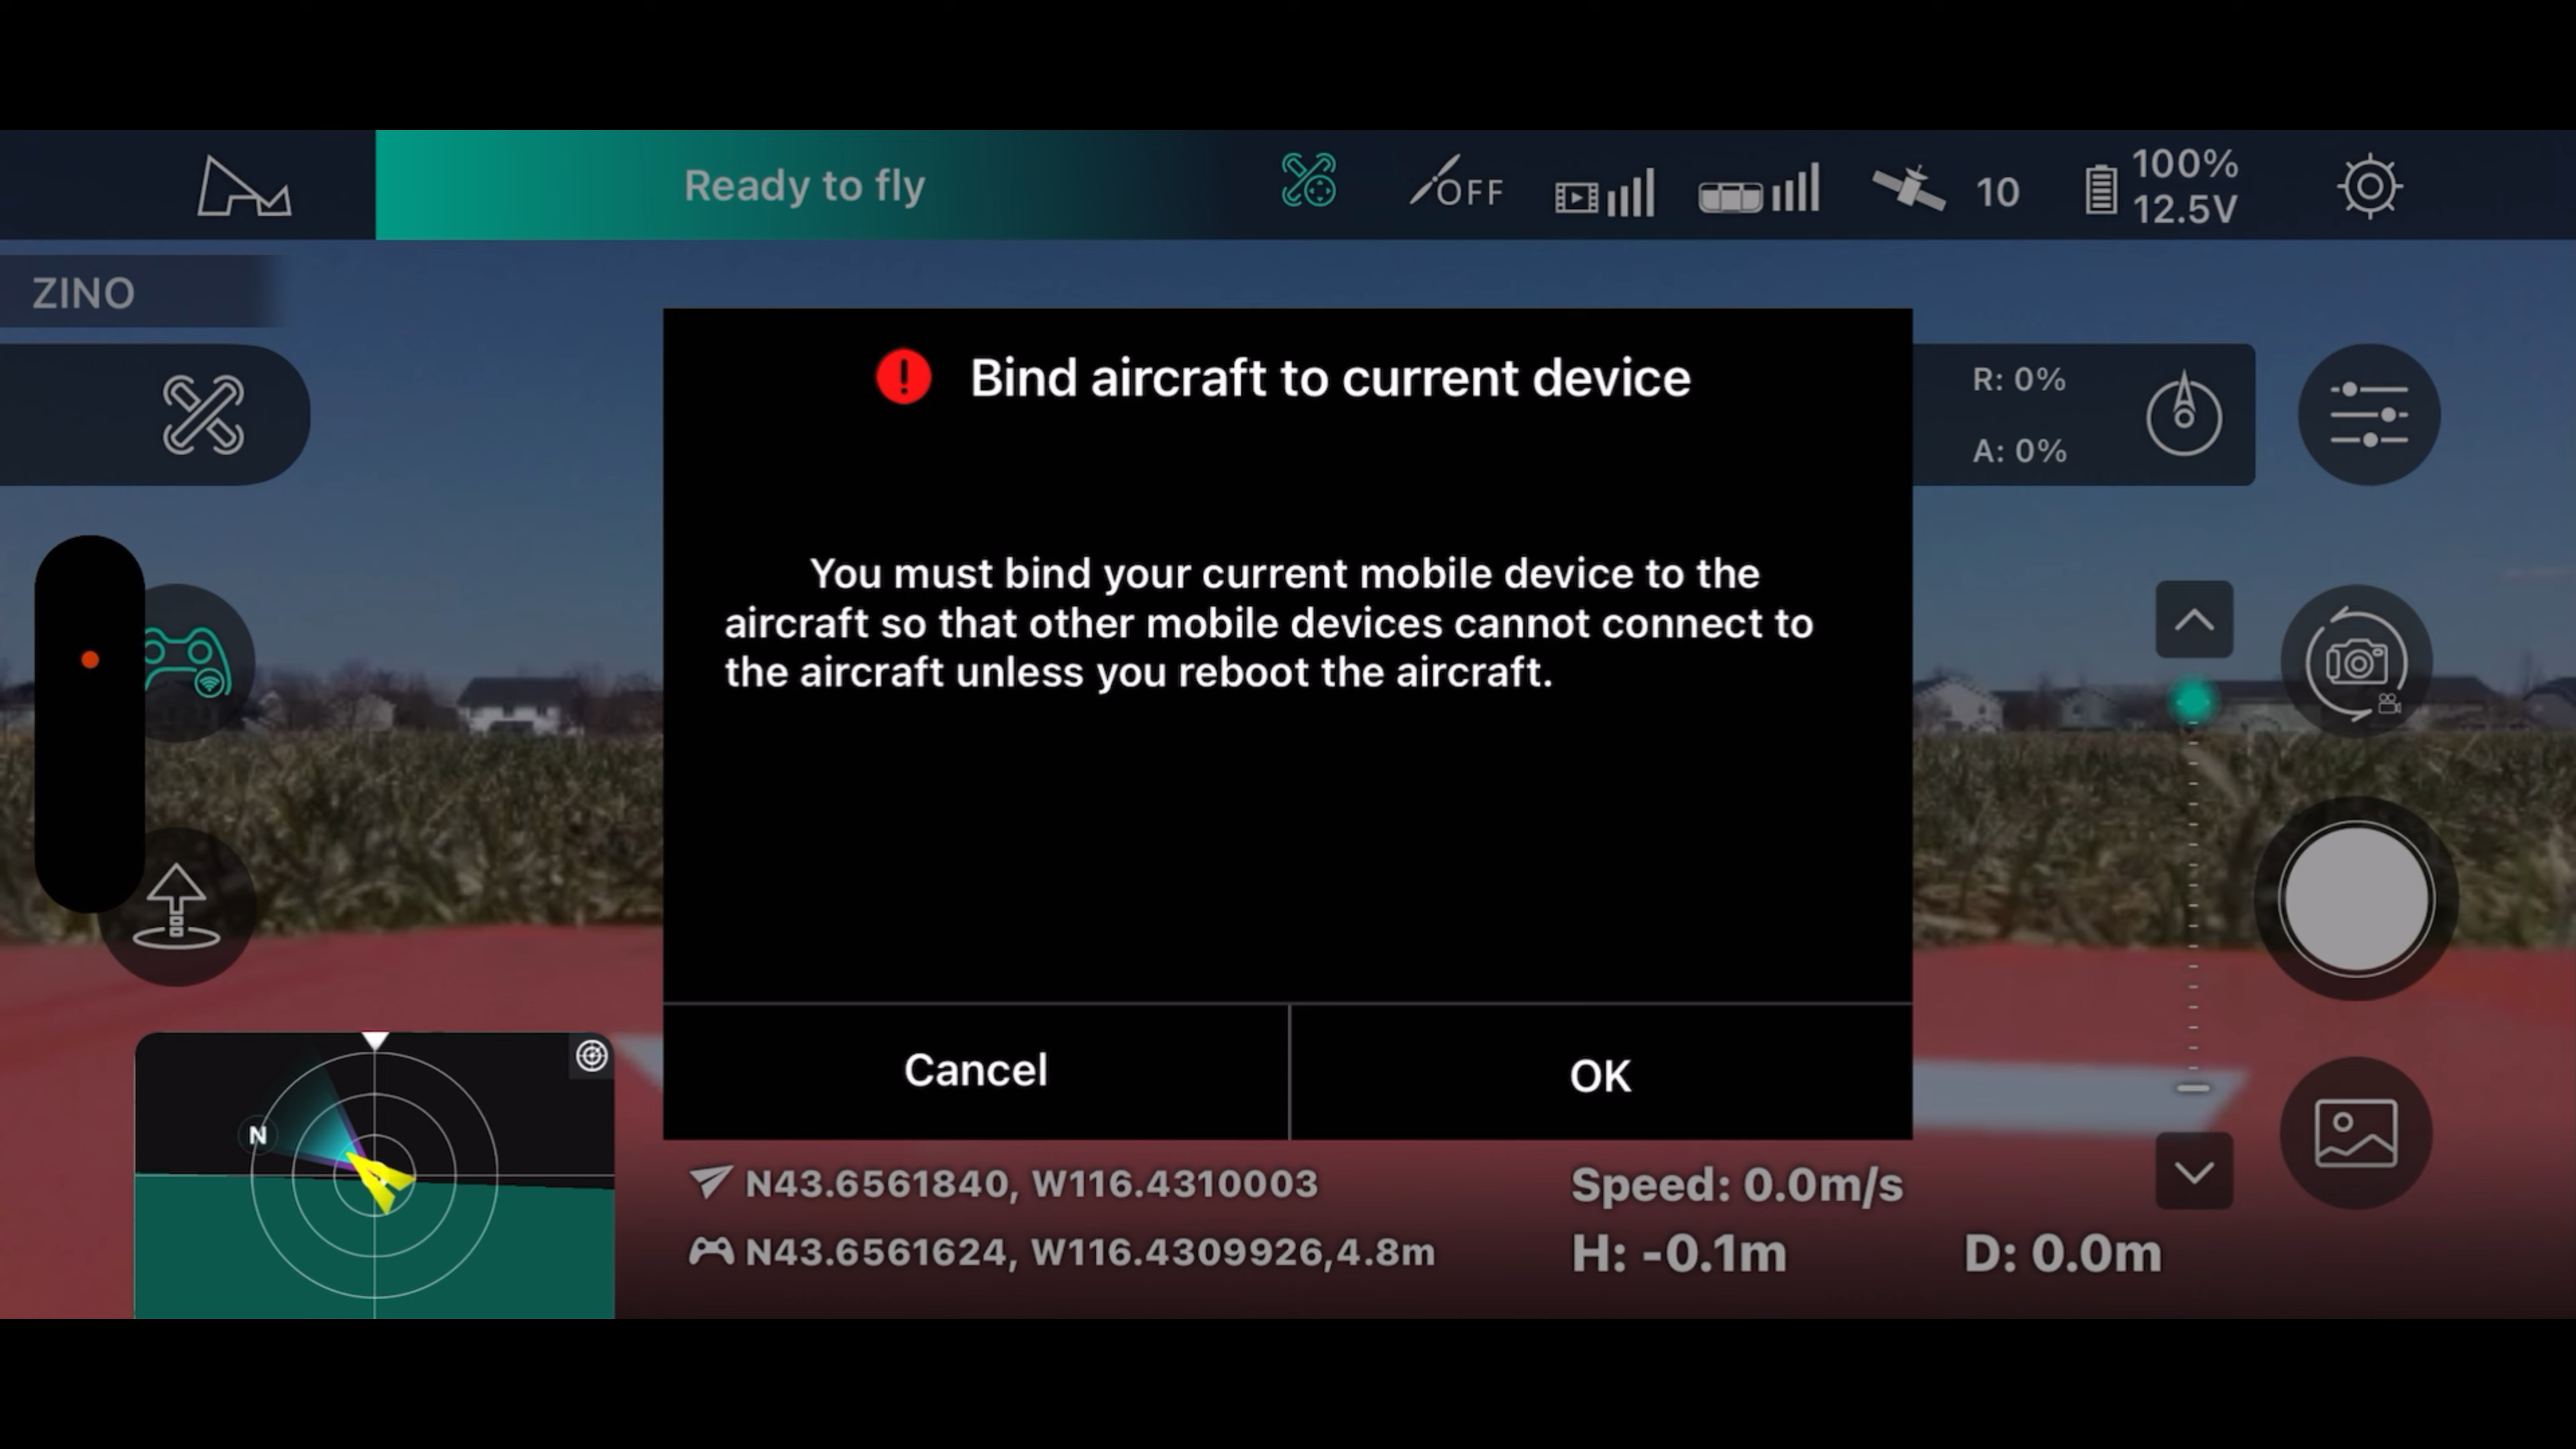 Ready to fly
OFF
10
100%
12.5V
ZINO
Bind aircraft to current device
R: 0%
A: 0%
You must bind your current mobile device to the
aircraft so that other mobile devices cannot connect to
the aircraft unless you reboot the aircraft.
Cancel
OK
N
N43.6561840, W116.4310003
Speed: 0.0m/s
N43.6561624, W116.4309926,4.8m
H: -0.1m
D: 0.0m